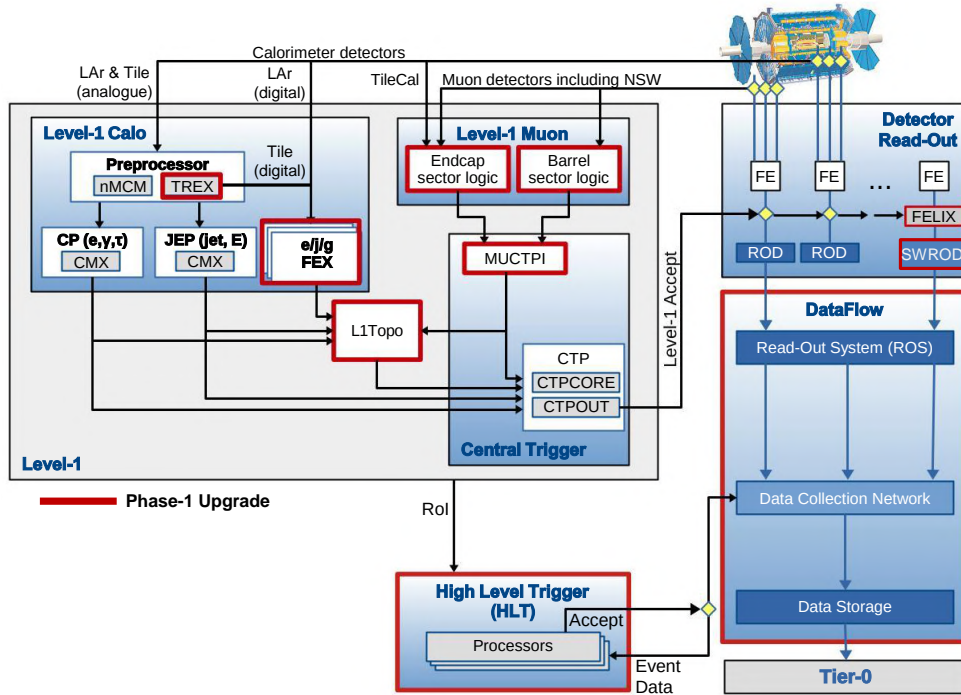 Calorimeter detectors
LAr & Tile
(analogue)
LAr
(digital)
TileCal
Muon detectors including NSW
Detector
Read-Out
Level-1 Calo
Preprocessor
nMCM
TREX
Tile
(digital)
CP (e,γ,τ)
CMX
JEP (jet, E)
CMX
e/j/g
FEX
Level-1 Muon
Endcap
sector logic
Barrel
sector logic
MUCTPI
L1Topo
CTP
CTPCORE
CTPOUT
Central Trigger
Level-1
Level-1 Accept
FE
FE
...
FE
FELIX
ROD
ROD
SWROD
DataFlow
Read-Out System (ROS)
Data Collection Network
Data Storage
Tier-0
Phase-1 Upgrade
RoI
High Level Trigger
(HLT)
Accept
Processors
Event
Data